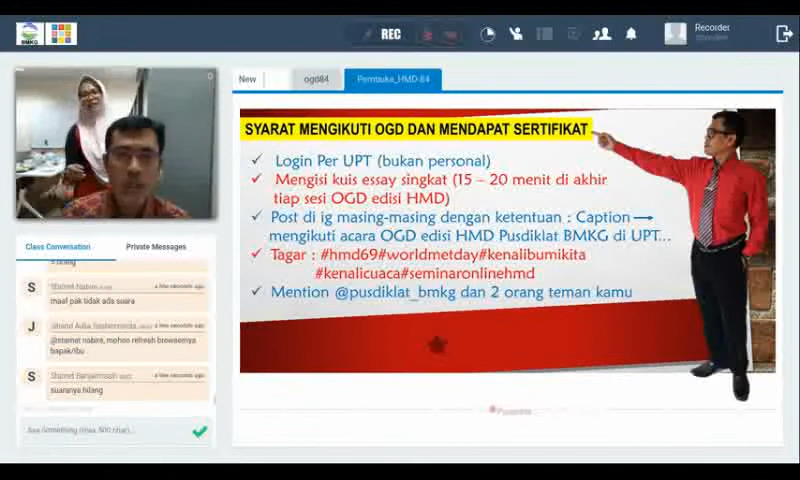 BMKG
REC
Recorder
New
ogd84
Pembuka_HMD-84
SYARAT MENGIKUTI OGD DAN MENDAPAT SERTIFIKAT
✓ Login Per UPT (bukan personal)
✓ Mengisi kuis essay singkat (15 – 20 menit di akhir
tiap sesi OGD edisi HMD)
✓ Post di ig masing-masing dengan ketentuan : Caption →
mengikuti acara OGD edisi HMD Pusdiklat BMKG di UPT...
✓ Tagar : #hmd69#worldmetday#kenalibumikita
#kenalicuaca#seminaronlinehmd
✓ Mention @pusdiklat_bmkg dan 2 orang teman kamu
Class Conversation
Private Messages
S
a few seconds ago
maaf pak tidak ada suara
J
a few seconds ago
@stamet nabire, mohon refresh browsernya
bapak/ibu
S
a few seconds ago
suaranya hilang